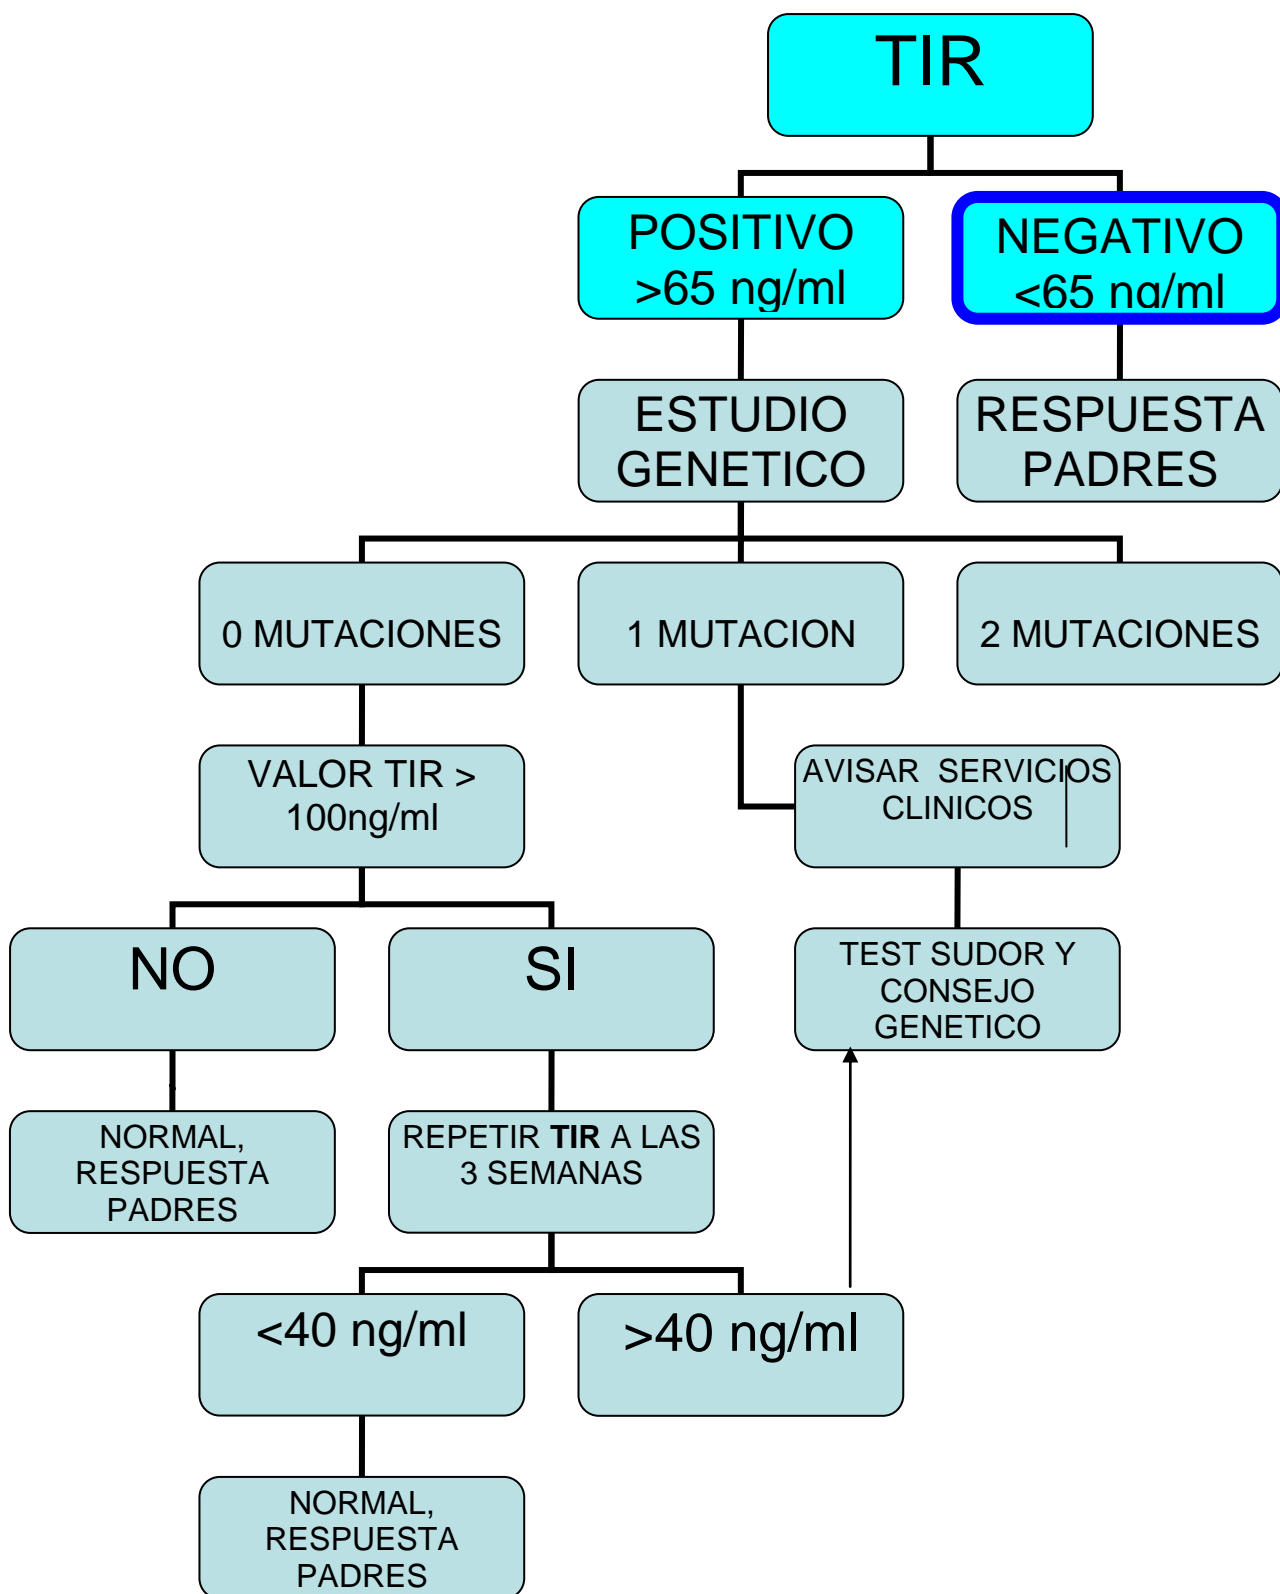 TIR
POSITIVO
>65 ng/ml
NEGATIVO
<65 ng/ml
ESTUDIO
GENETICO
RESPUESTA
PADRES
0 MUTACIONES
1 MUTACION
2 MUTACIONES
VALOR TIR >
100ng/ml
AVISAR SERVICIOS
CLINICOS
NO
SI
TEST SUDOR Y
CONSEJO
GENETICO
NORMAL,
RESPUESTA
PADRES
REPETIR TIR A LAS
3 SEMANAS
<40 ng/ml
>40 ng/ml
NORMAL,
RESPUESTA
PADRES